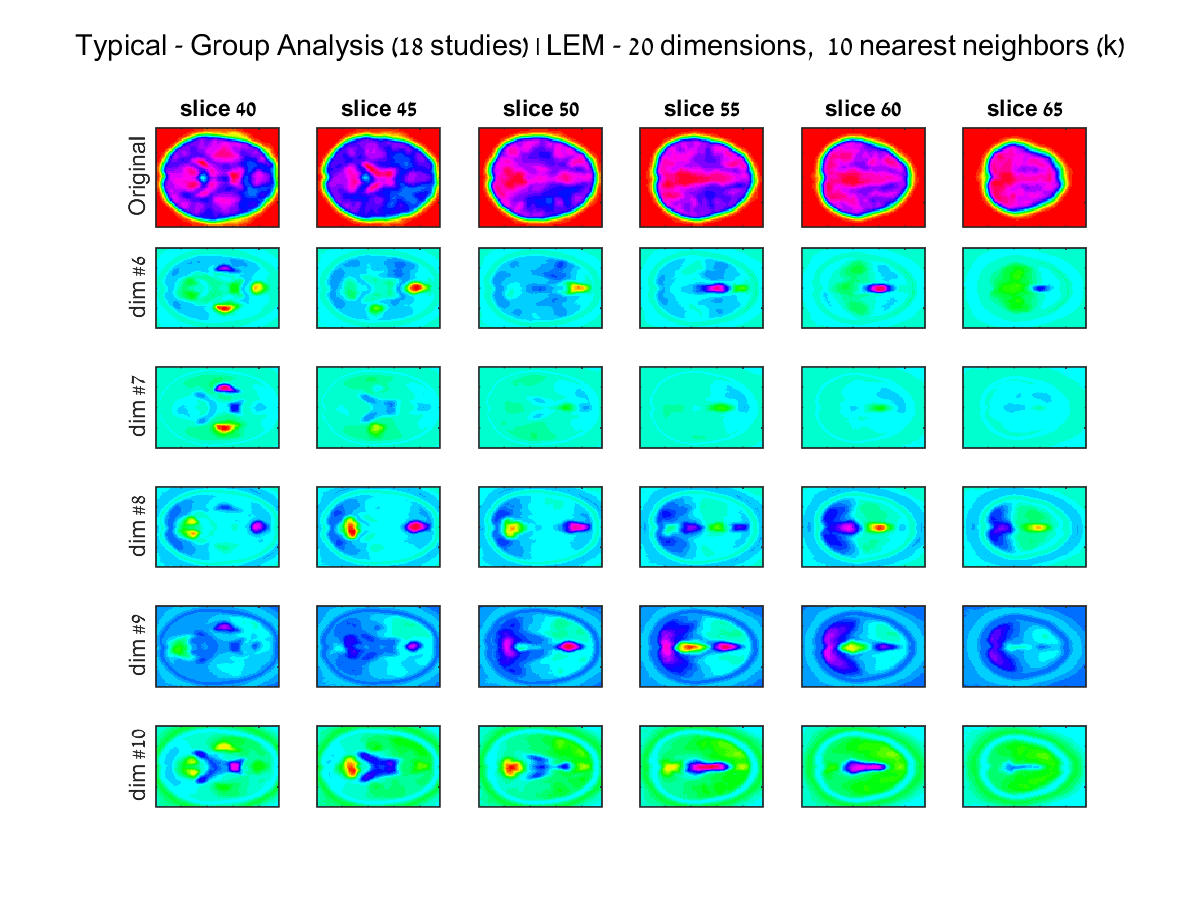 Typical - Group Analysis (18 studies) | LEM - 20 dimensions, 10 nearest neighbors (k)
slice 40 slice 45 slice 50 slice 55 slice 60 slice 65
Original
dim #6
dim #7
dim #8
dim #9
dim #10